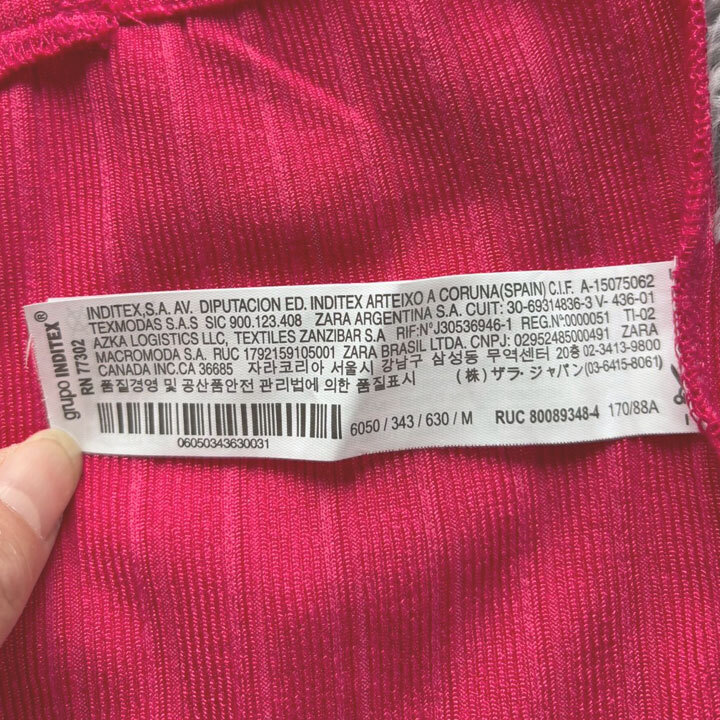 grupo INDITEX®
RN 77302
INDITEX,S.A. AV. DIPUTACION ED. INDITEX ARTEIXO A CORUNA(SPAIN) C.I.F. A-15075062
TEXMODAS S.A.S SIC 900.123.408 ZARA ARGENTINA S.A. CUIT: 30-69314836-3 V- 436-01
AZKA LOGISTICS LLC, TEXTILES ZANZIBAR S.A RIF:NºJ30536946-1 REG.Nº:0000051 TI-02
MACROMODA S.A. RÚC 1792159105001 ZARA BRASIL LTDA. CNPJ: 02952485000491 ZARA
CANADA INC.CA 36685 자라코리아 서울시 강남구 삼성동 무역센터 20층 02-3413-9800
품질경영 및 공산품안전 관리법에 의한 품질표시 (株) ザラ・ジャパン(03-6415-8061)
06050343630031
6050 / 343 / 630 / M RUC 80089348-4 170/88A